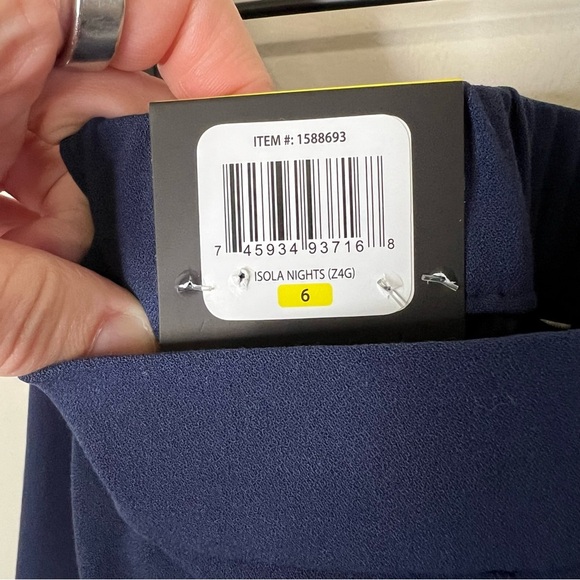 ITEM #: 1588693
7 45934 93716 8
ISOLA NIGHTS (Z4G)
6